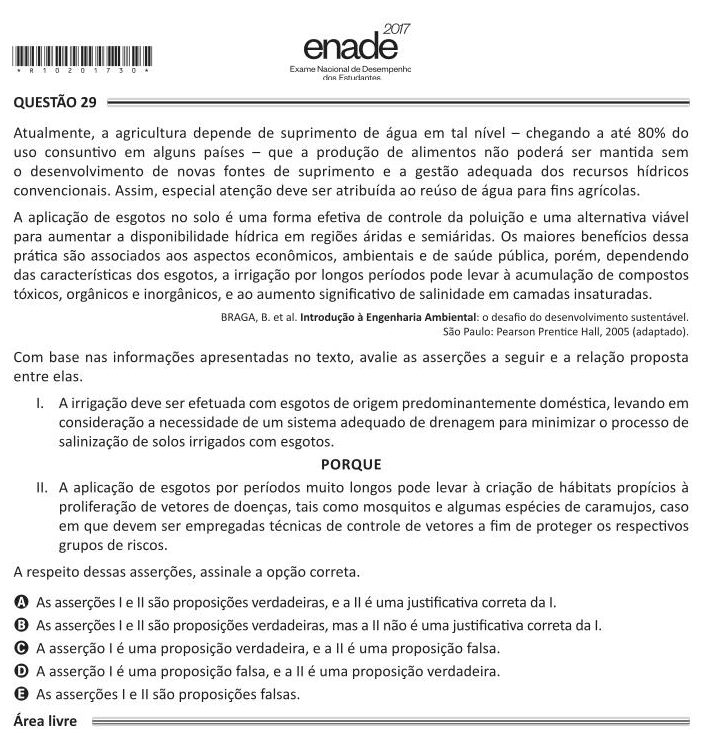 enade 2017
Exame Nacional de Desempenho
dos Estudantes
*R10201730*
QUESTÃO 29
Atualmente, a agricultura depende de suprimento de água em tal nível – chegando a até 80% do
uso consuntivo em alguns países – que a produção de alimentos não poderá ser mantida sem
o desenvolvimento de novas fontes de suprimento e a gestão adequada dos recursos hídricos
convencionais. Assim, especial atenção deve ser atribuída ao reúso de água para fins agrícolas.
A aplicação de esgotos no solo é uma forma efetiva de controle da poluição e uma alternativa viável
para aumentar a disponibilidade hídrica em regiões áridas e semiáridas. Os maiores benefícios dessa
prática são associados aos aspectos econômicos, ambientais e de saúde pública, porém, dependendo
das características dos esgotos, a irrigação por longos períodos pode levar à acumulação de compostos
tóxicos, orgânicos e inorgânicos, e ao aumento significativo de salinidade em camadas insaturadas.
BRAGA, B. et al. Introdução à Engenharia Ambiental: o desafio do desenvolvimento sustentável.
São Paulo: Pearson Prentice Hall, 2005 (adaptado).
Com base nas informações apresentadas no texto, avalie as asserções a seguir e a relação proposta
entre elas.
I. A irrigação deve ser efetuada com esgotos de origem predominantemente doméstica, levando em
consideração a necessidade de um sistema adequado de drenagem para minimizar o processo de
salinização de solos irrigados com esgotos.
PORQUE
II. A aplicação de esgotos por períodos muito longos pode levar à criação de hábitats propícios à
proliferação de vetores de doenças, tais como mosquitos e algumas espécies de caramujos, caso
em que devem ser empregadas técnicas de controle de vetores a fim de proteger os respectivos
grupos de riscos.
A respeito dessas asserções, assinale a opção correta.
A As asserções I e II são proposições verdadeiras, e a II é uma justificativa correta da I.
B As asserções I e II são proposições verdadeiras, mas a II não é uma justificativa correta da I.
C A asserção I é uma proposição verdadeira, e a II é uma proposição falsa.
D A asserção I é uma proposição falsa, e a II é uma proposição verdadeira.
E As asserções I e II são proposições falsas.
Área livre